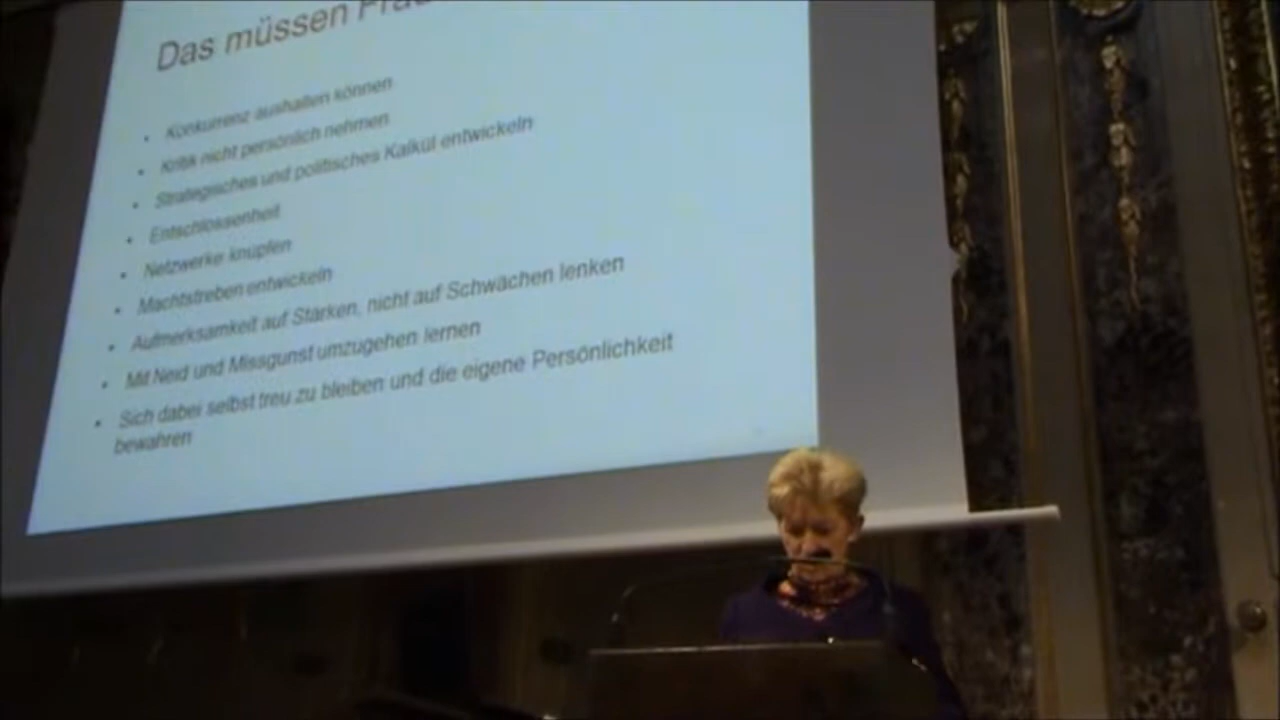 Das müssen
• Konkurrenz aushalten können
• Kritik nicht persönlich nehmen
• Strategisches und politisches Kalkül entwickeln
• Entschlossenheit
• Netzwerke knüpfen
• Machtstreben entwickeln
• Aufmerksamkeit auf Stärken, nicht auf Schwächen lenken
• Mit Neid und Missgunst umzugehen lernen
• Sich dabei selbst treu zu bleiben und die eigene Persönlichkeit
bewahren